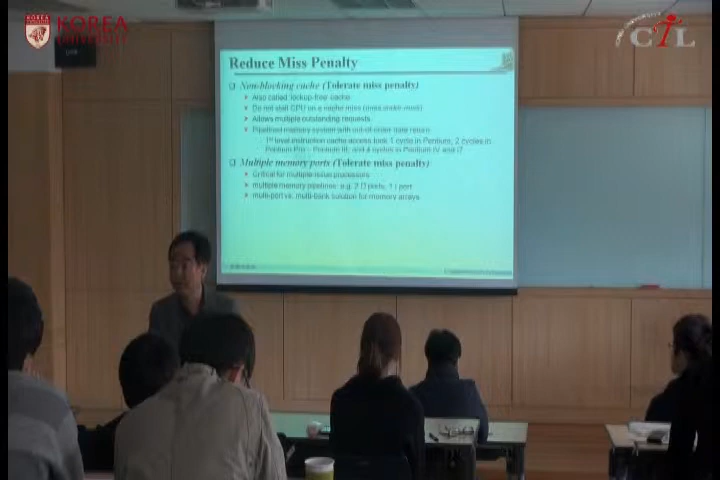 KOREA
UNIVERSITY
CTL
Reduce Miss Penalty
Non-blocking cache (Tolerate miss penalty)
Also called 'lockup-free' cache
Do not stall CPU on a cache miss (miss under miss)
Allows multiple outstanding requests
Pipelined memory system with out-of-order data return
1st level instruction cache access took 1 cycle in Pentium, 2 cycles in
Pentium Pro ~ Pentium III, and 4 cycles in Pentium IV and i7
Multiple memory ports (Tolerate miss penalty)
Critical for multiple issue processors
multiple memory pipelines: e.g. 2 D ports, 1 I port
multi-port vs. multi-bank solution for memory arrays